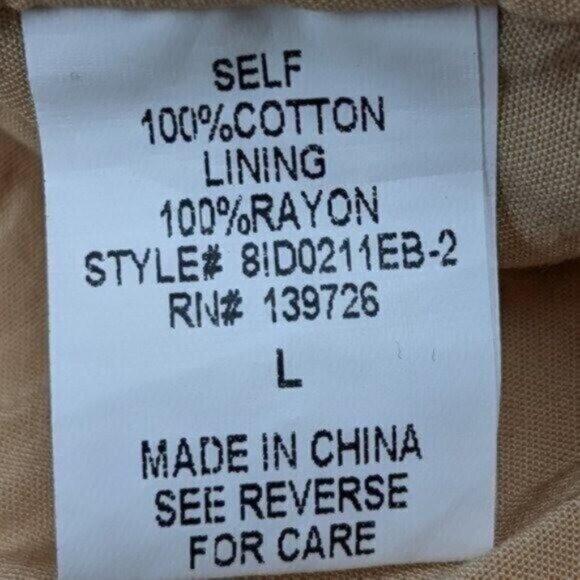 SELF
100%COTTON
LINING
100%RAYON
STYLE# 8ID0211EB-2
RN# 139726
L
MADE IN CHINA
SEE REVERSE
FOR CARE